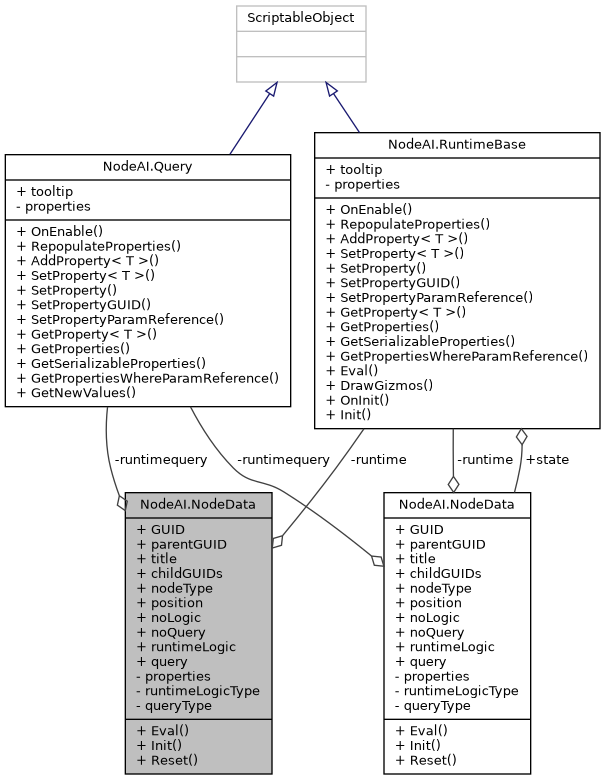 ScriptableObject
NodeAI.Query
+ tooltip
- properties
+ OnEnable()
+ RepopulateProperties()
+ AddProperty< T >()
+ SetProperty< T >()
+ SetProperty()
+ SetPropertyGUID()
+ SetPropertyParamReference()
+ GetProperty< T >()
+ GetProperties()
+ GetSerializableProperties()
+ GetPropertiesWhereParamReference()
+ GetNewValues()
NodeAI.RuntimeBase
+ tooltip
- properties
+ OnEnable()
+ RepopulateProperties()
+ AddProperty< T >()
+ SetProperty< T >()
+ SetProperty()
+ SetPropertyGUID()
+ SetPropertyParamReference()
+ GetProperty< T >()
+ GetProperties()
+ GetSerializableProperties()
+ GetPropertiesWhereParamReference()
+ Eval()
+ DrawGizmos()
+ OnInit()
+ Init()
-runtimequery
-runtimequery
-runtime
-runtime
+state
NodeAI.NodeData
+ GUID
+ parentGUID
+ title
+ childGUIDs
+ nodeType
+ position
+ noLogic
+ noQuery
+ runtimeLogic
+ query
- properties
- runtimeLogicType
- queryType
+ Eval()
+ Init()
+ Reset()
NodeAI.NodeData
+ GUID
+ parentGUID
+ title
+ childGUIDs
+ nodeType
+ position
+ noLogic
+ noQuery
+ runtimeLogic
+ query
- properties
- runtimeLogicType
- queryType
+ Eval()
+ Init()
+ Reset()